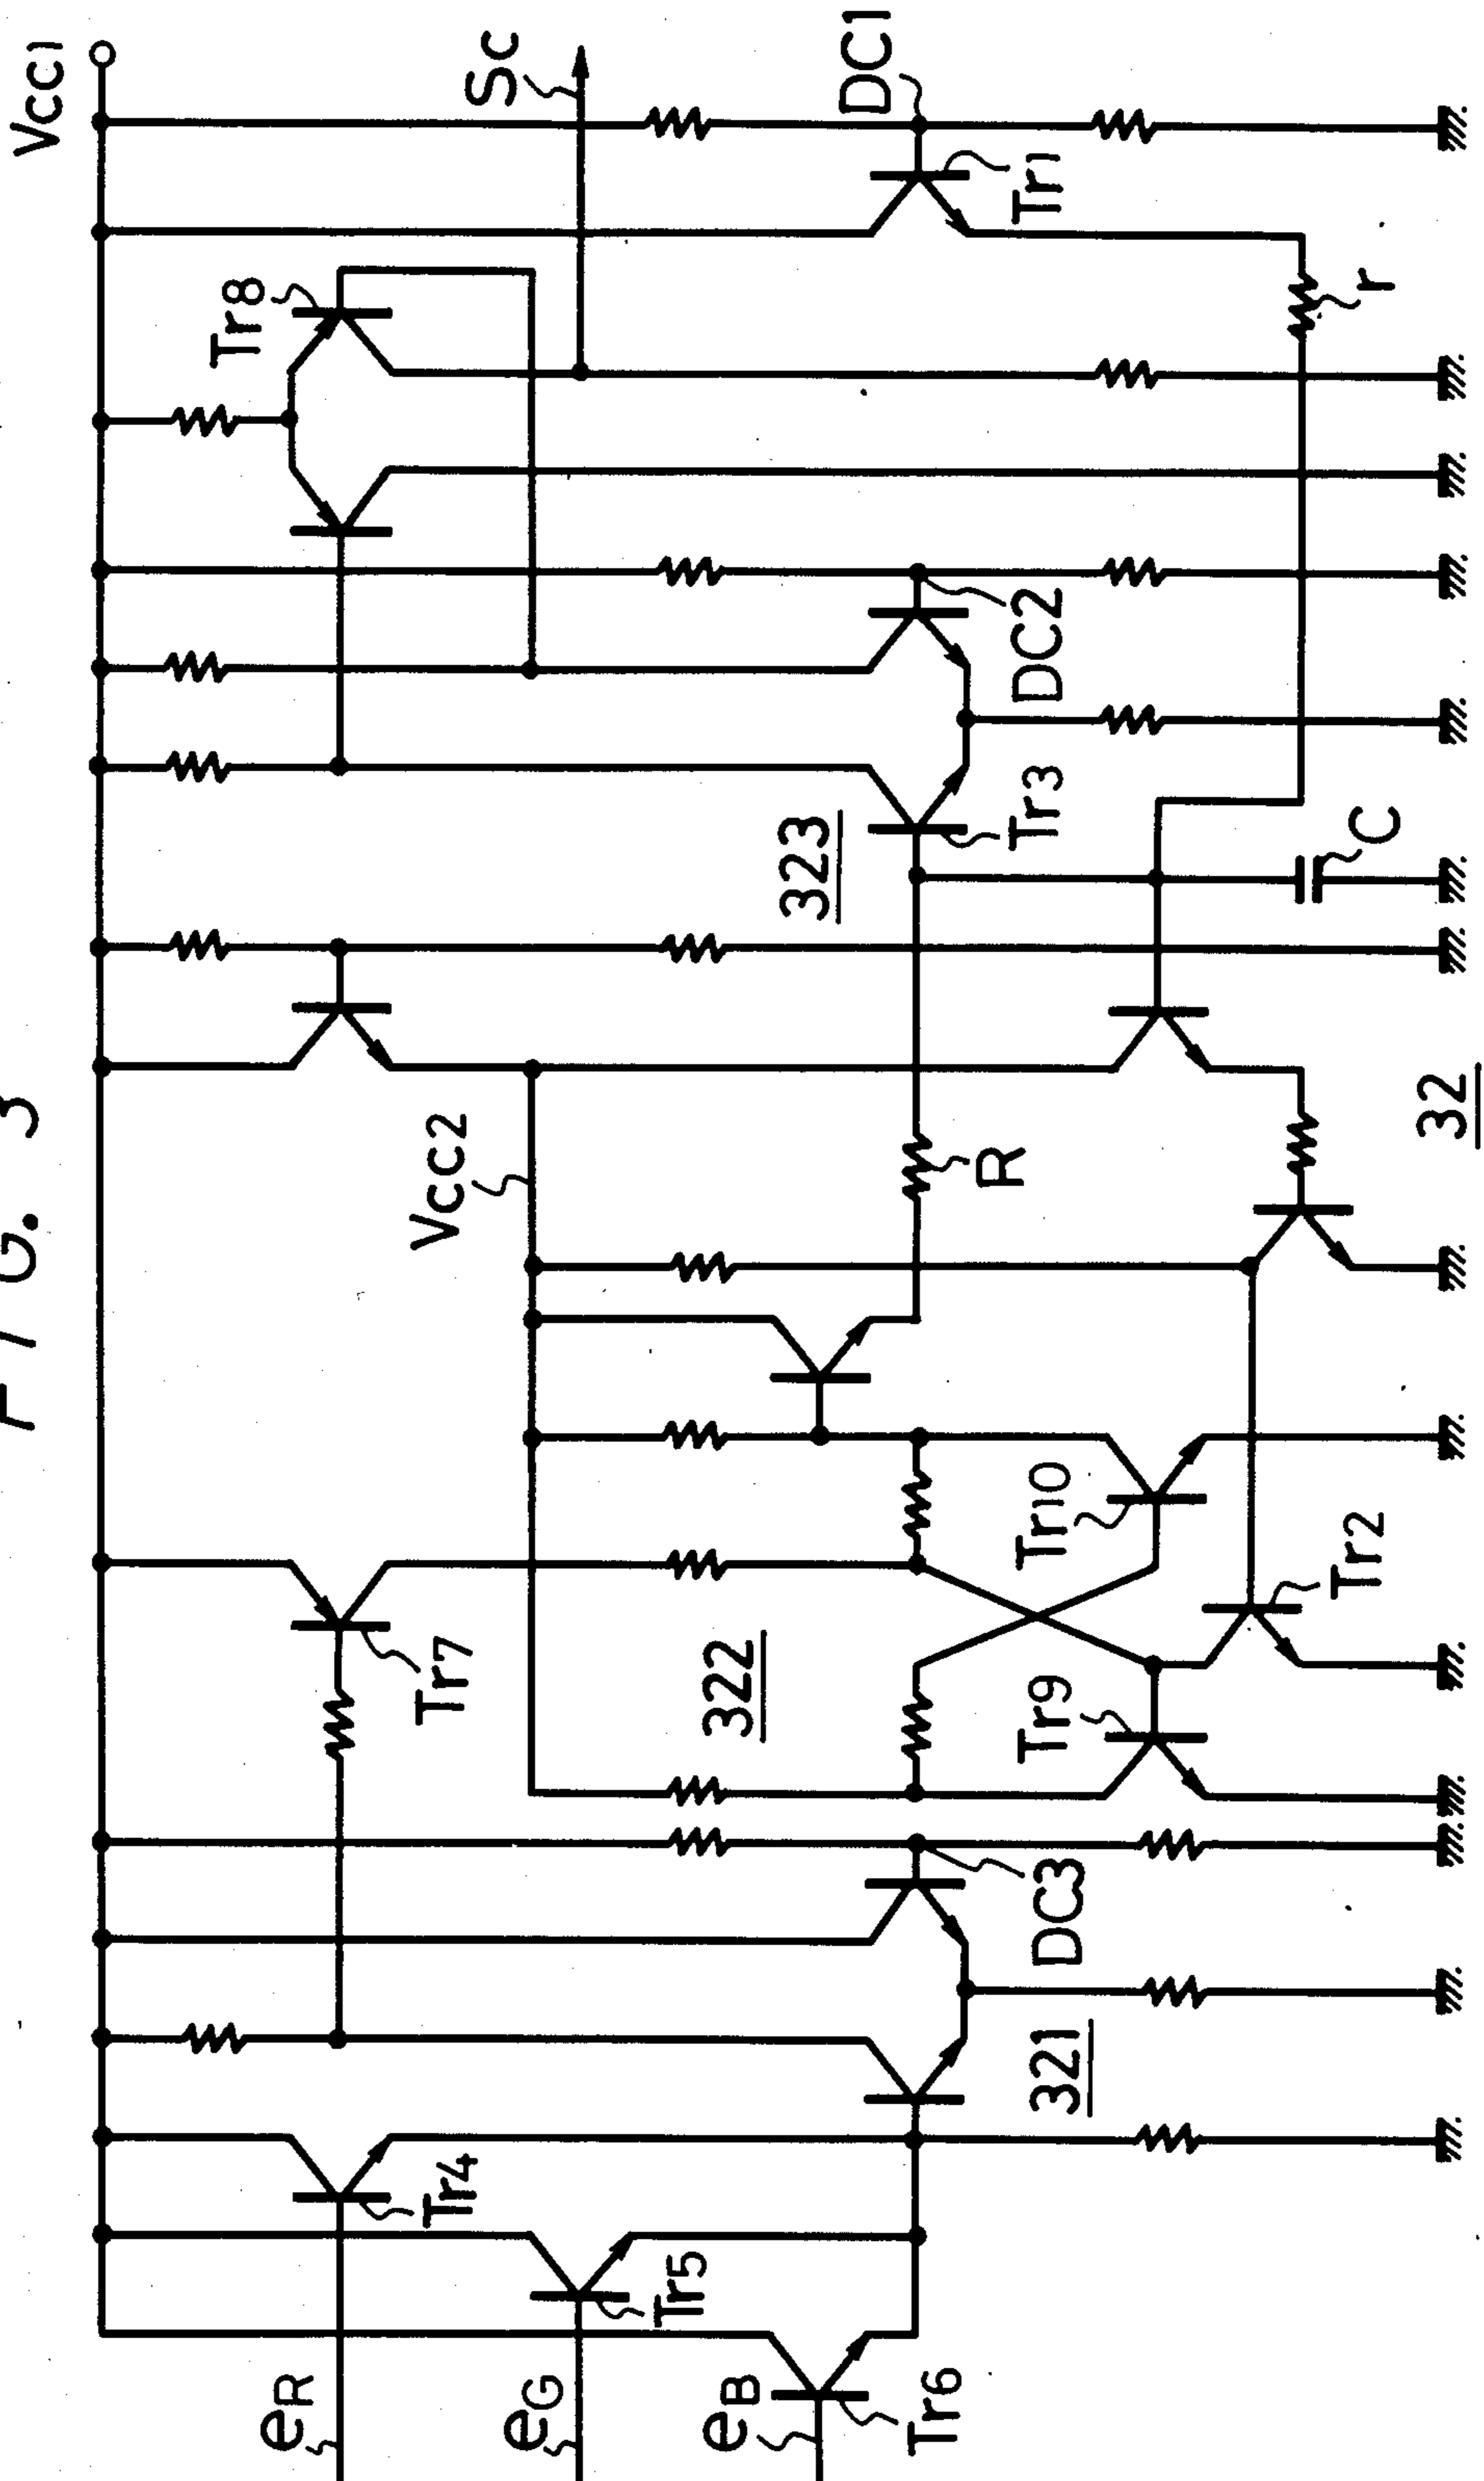 FIG. 3
Vcc1
Sc
DC1
Tr1
Tr8
r
DC2
Tr3
323
C
Vcc2
R
32
Tr10
Tr2
Tr7
322
Tr9
DC3
321
Tr4
Tr5
Tr6
eR
eG
eB